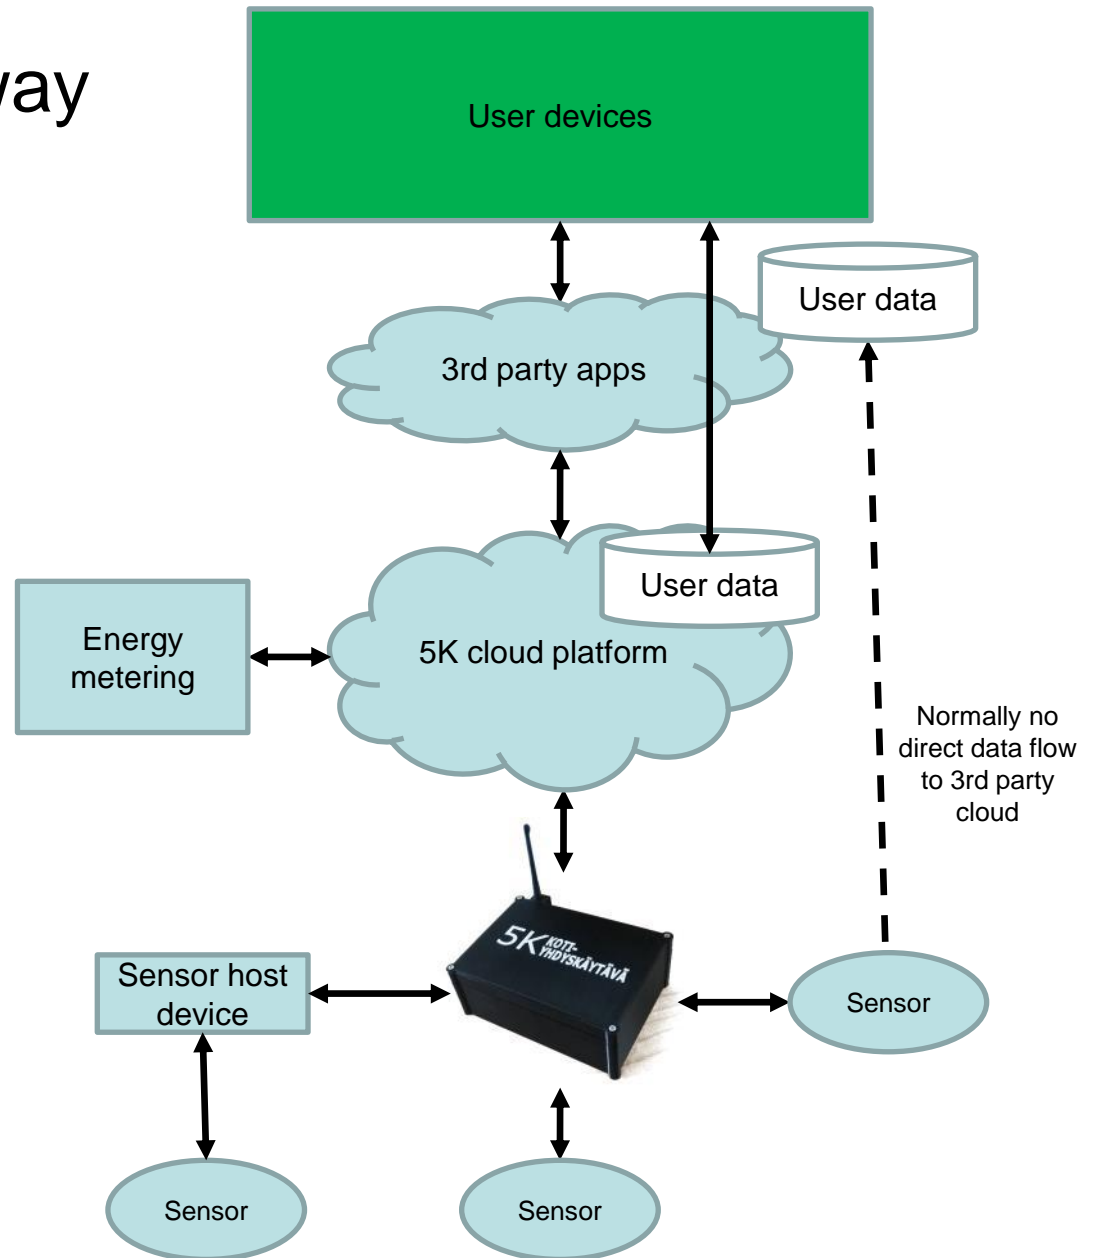 User devices
User data
3rd party apps
User data
5K cloud platform
Energy
metering
Normally no
direct data flow
to 3rd party
cloud
5K KOTI-
YHDYSKÄYTÄVÄ
Sensor host
device
Sensor
Sensor
Sensor